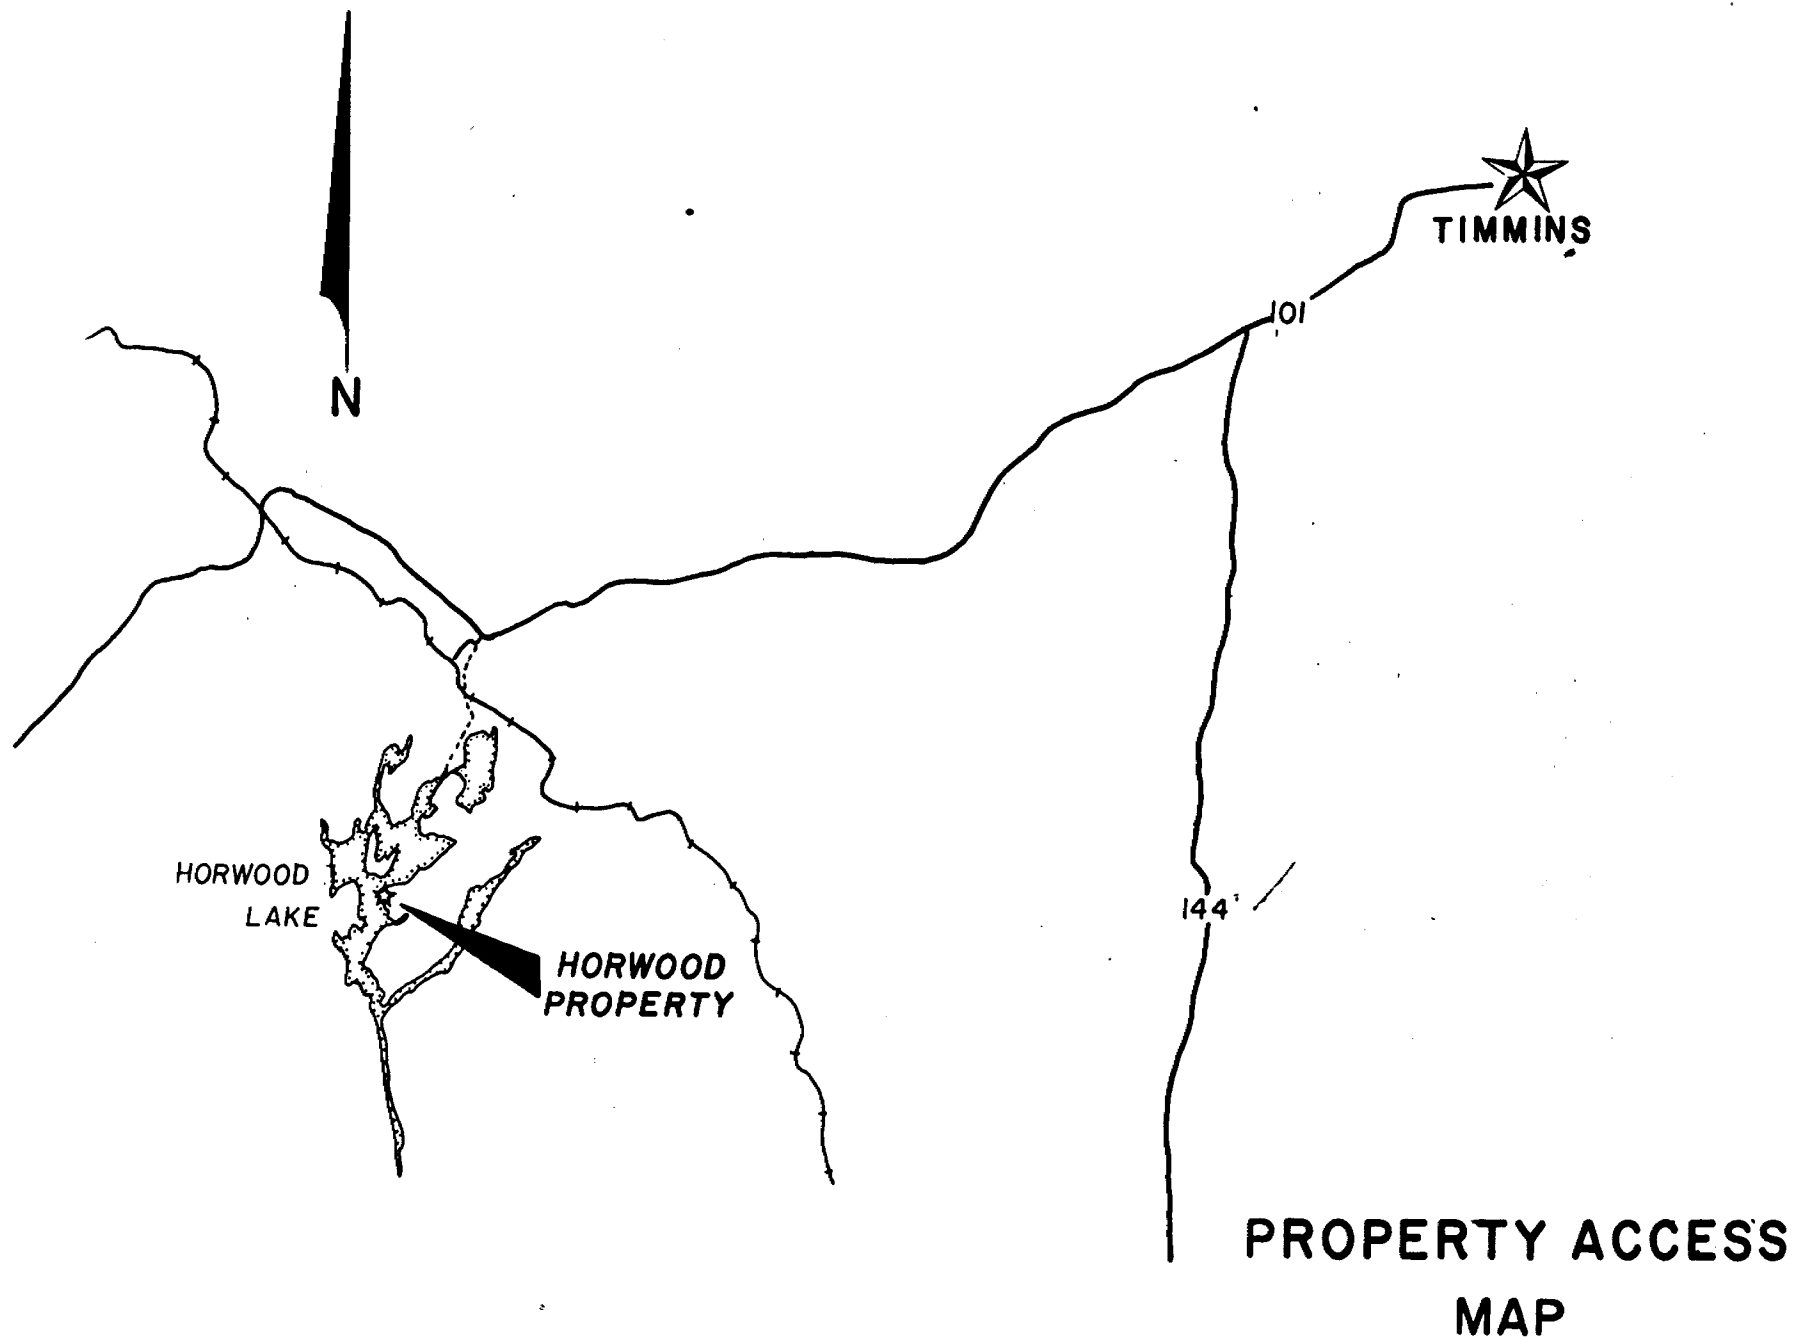 TIMMINS
101
N
HORWOOD
LAKE
144
HORWOOD
PROPERTY
PROPERTY ACCESS
MAP